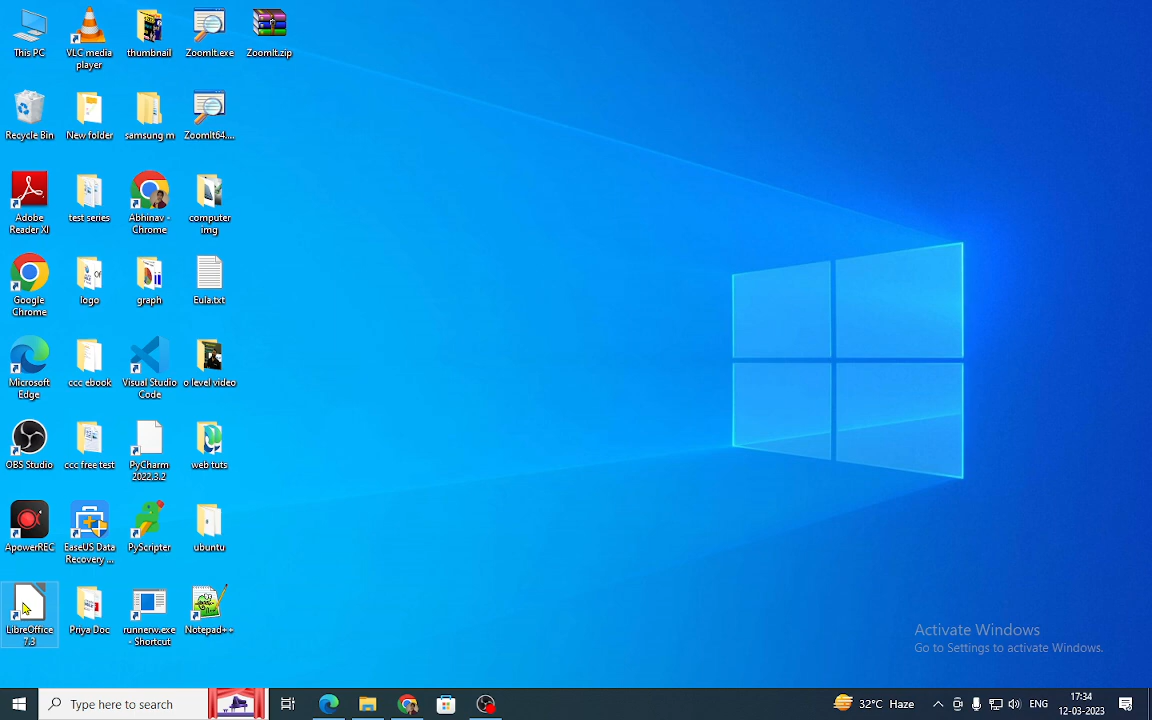 This PC
VLC media
player
thumbnail
ZoomIt.exe
ZoomIt.zip
Recycle Bin
New folder
samsung m
ZoomIt64....
Adobe
Reader XI
test series
Abhinav -
Chrome
computer
img
Google
Chrome
logo
graph
Eula.txt
Microsoft
Edge
ccc ebook
Visual Studio
Code
o level video
OBS Studio
ccc free test
PyCharm
2022.3.2
web tuts
ApowerREC
EaseUS Data
Recovery ...
PyScripter
ubuntu
LibreOffice
7.3
Priya Doc
runnerw.exe
- Shortcut
Notepad++
Activate Windows
Go to Settings to activate Windows.
Type here to search
32°C Haze
ENG
17:34
12-03-2023